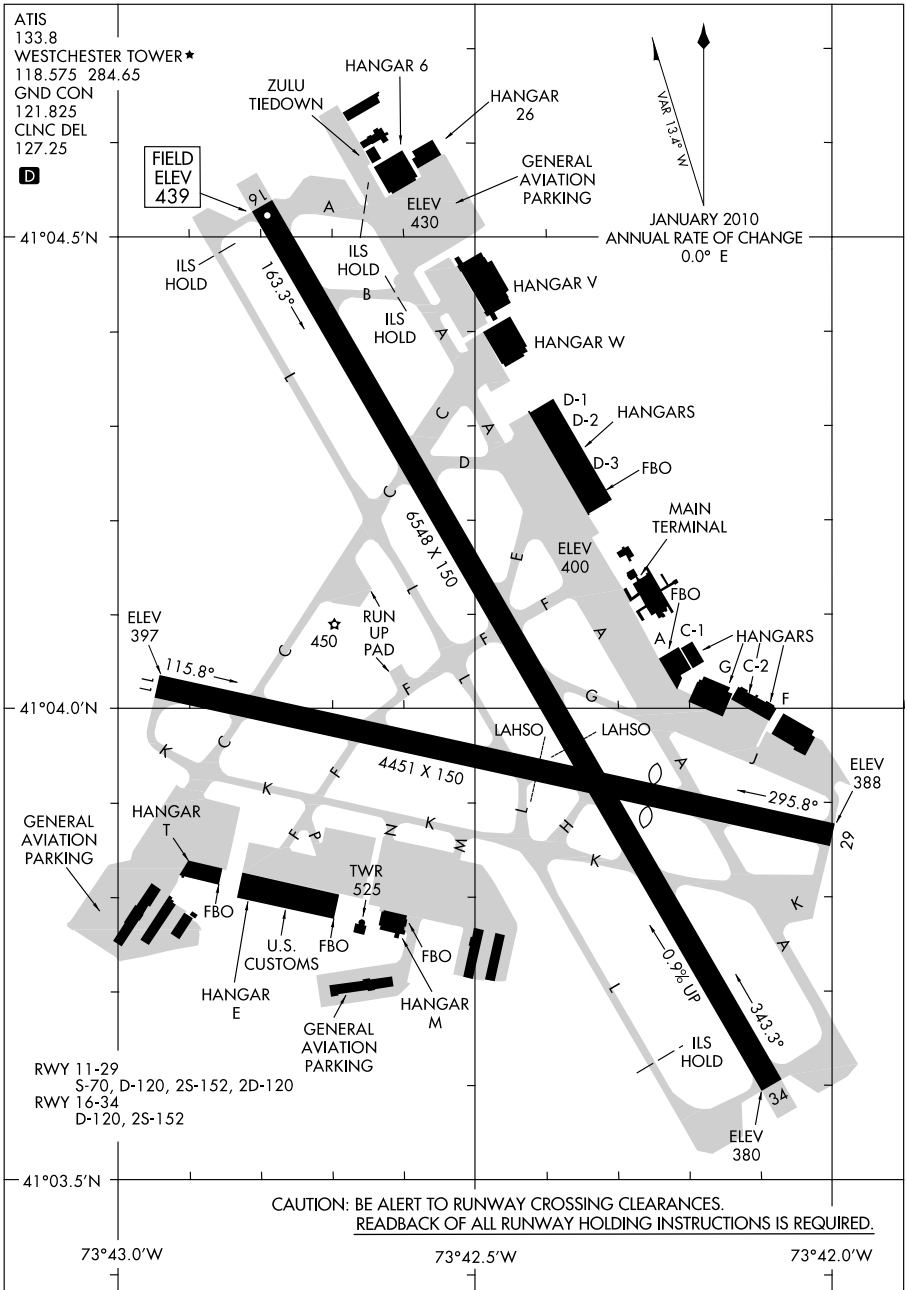 ATIS
133.8
WESTCHESTER TOWER★
118.575 284.65
GND CON
121.825
CLNC DEL
127.25
D
HANGAR 6
ZULU
TIEDOWN
HANGAR
26
VAR 13.4° W
FIELD
ELEV
439
GENERAL
AVIATION
PARKING
16
A
ELEV
430
JANUARY 2010
ANNUAL RATE OF CHANGE
0.0° E
41°04.5'N
ILS
HOLD
ILS
HOLD
163.3°
B
ILS
HOLD
HANGAR V
A
HANGAR W
L
C
A
D-1
D-2
HANGARS
D
D-3
FBO
C
6548 X 150
MAIN
TERMINAL
E
ELEV
400
L
FBO
F
RUN
UP
PAD
450
A
F
A
C-1
HANGARS
ELEV
397
C
G
C-2
F
115.8°
F
L
G
11
41°04.0'N
LAHSO
LAHSO
K
C
4451 X 150
A
J
ELEV
388
F
295.8°
K
L
29
HANGAR
T
GENERAL
AVIATION
PARKING
F
P
N
K
M
H
K
TWR
525
K
A
FBO
U.S.
CUSTOMS
FBO
FBO
HANGAR
E
HANGAR
M
0.9% UP
L
343.3°
GENERAL
AVIATION
PARKING
ILS
HOLD
RWY 11-29
S-70, D-120, 2S-152, 2D-120
RWY 16-34
D-120, 2S-152
34
ELEV
380
41°03.5'N
CAUTION: BE ALERT TO RUNWAY CROSSING CLEARANCES.
READBACK OF ALL RUNWAY HOLDING INSTRUCTIONS IS REQUIRED.
73°43.0'W
73°42.5'W
73°42.0'W